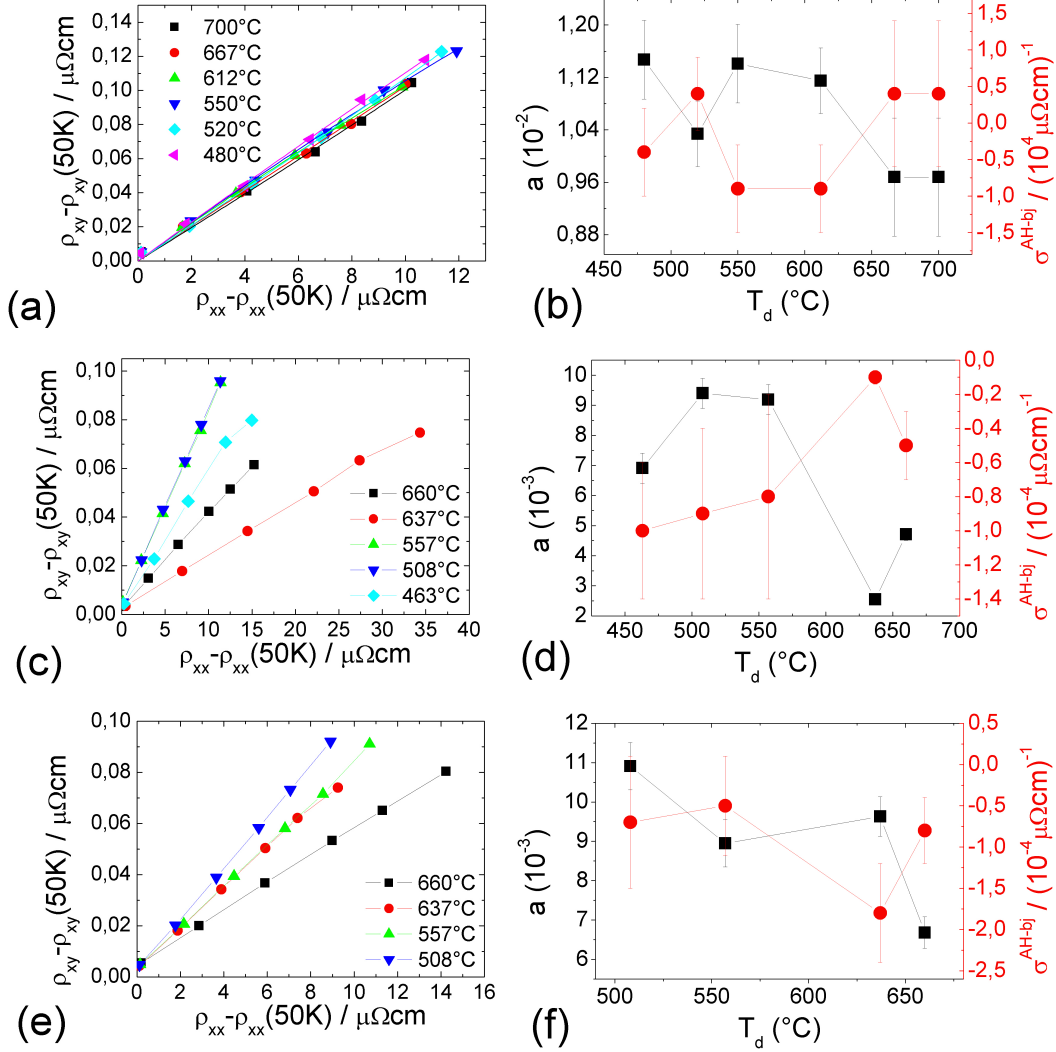 0,14
0,12
0,10
0,08
0,06
0,04
0,02
0,00
ρxy-ρxy(50K) / μΩcm
700°C
667°C
612°C
550°C
520°C
480°C
0 2 4 6 8 10 12
ρxx-ρxx(50K) / μΩcm
(a)
1,20
1,12
1,04
0,96
0,88
a (10-2)
450 500 550 600 650 700
Td (°C)
1,5
1,0
0,5
0,0
-0,5
-1,0
-1,5
σAH-bj / (104 μΩcm)-1
(b)
0,10
0,08
0,06
0,04
0,02
0,00
ρxy-ρxy(50K) / μΩcm
660°C
637°C
557°C
508°C
463°C
0 5 10 15 20 25 30 35 40
ρxx-ρxx(50K) / μΩcm
(c)
10
9
8
7
6
5
4
3
2
a (10-3)
450 500 550 600 650 700
Td (°C)
0,0
-0,2
-0,4
-0,6
-0,8
-1,0
-1,2
-1,4
σAH-bj / (10-4 μΩcm)-1
(d)
0,10
0,08
0,06
0,04
0,02
0,00
ρxy-ρxy(50K) / μΩcm
660°C
637°C
557°C
508°C
0 2 4 6 8 10 12 14 16
ρxx-ρxx(50K) / μΩcm
(e)
12
11
10
9
8
7
6
a (10-3)
500 550 600 650
Td (°C)
0,5
0,0
-0,5
-1,0
-1,5
-2,0
-2,5
σAH-bj / (10-4 μΩcm)-1
(f)